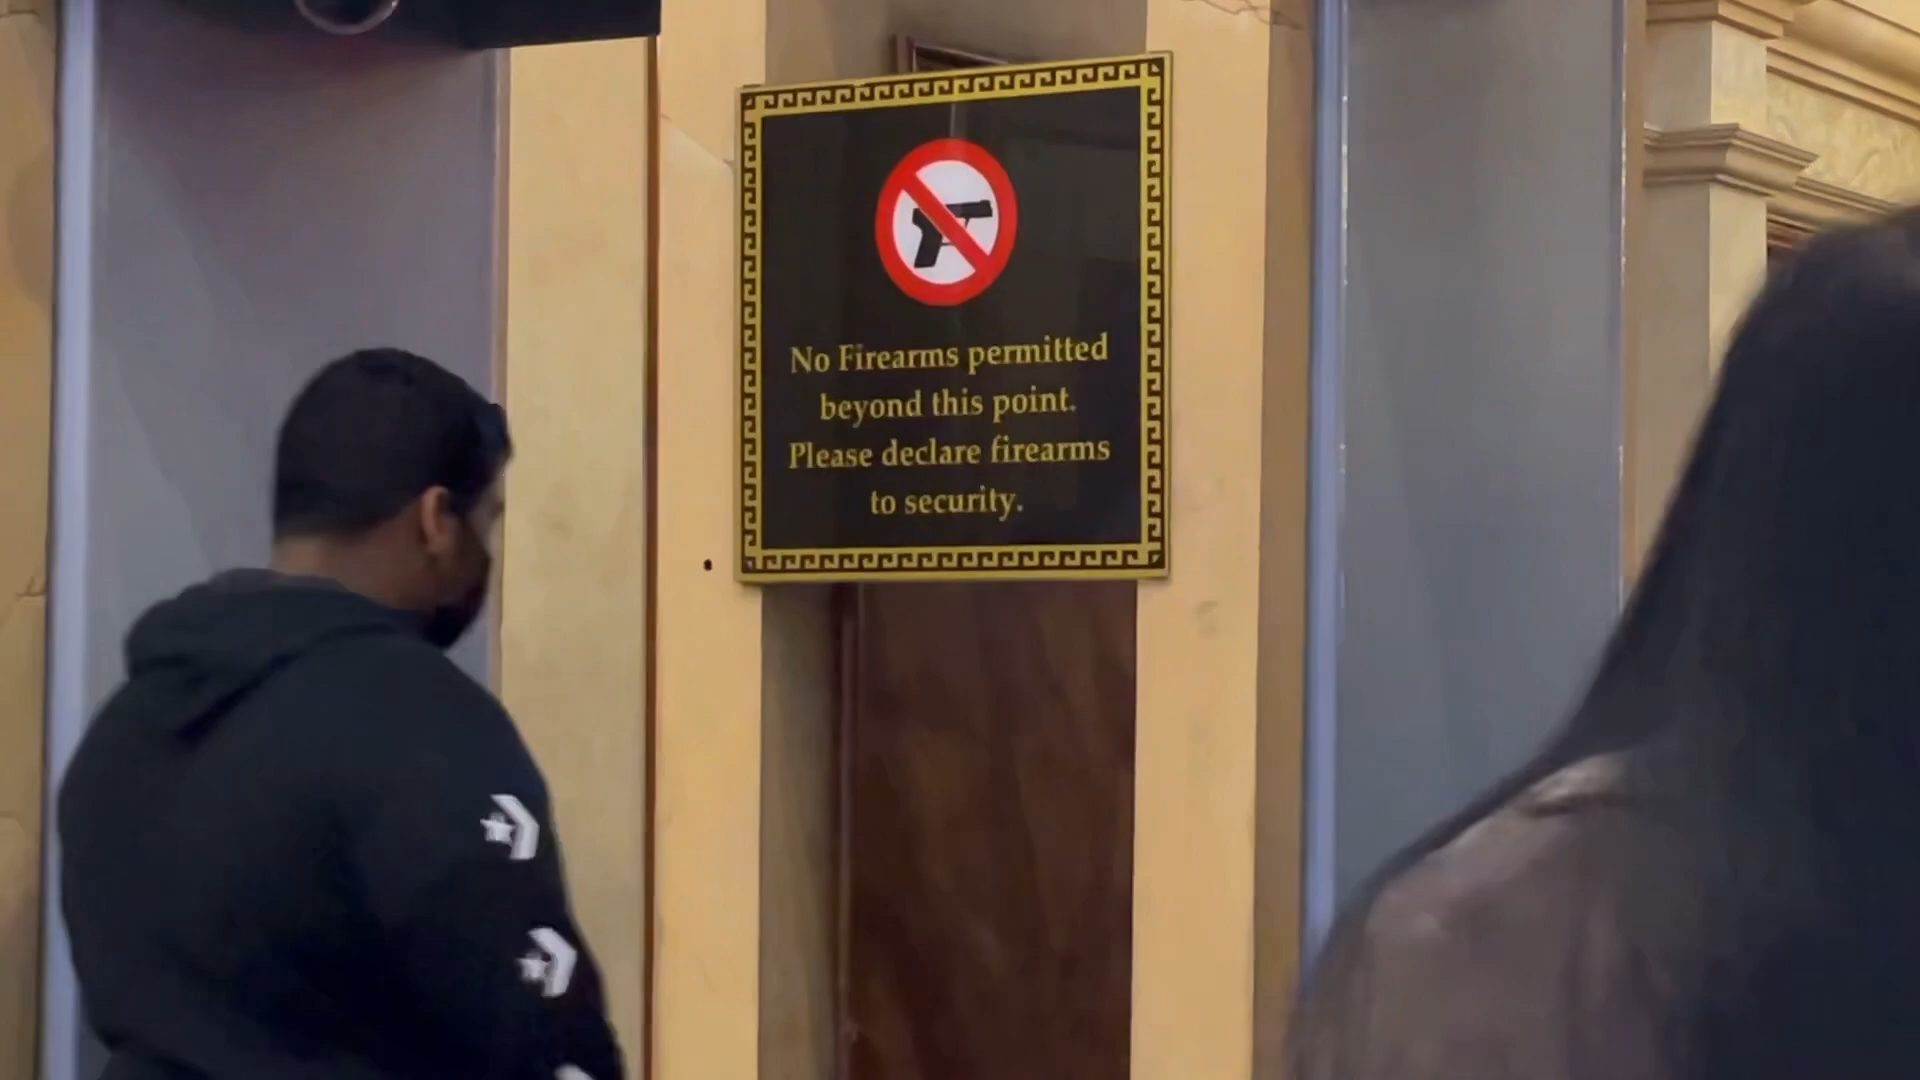 No Firearms permitted
beyond this point.
Please declare firearms
to security.